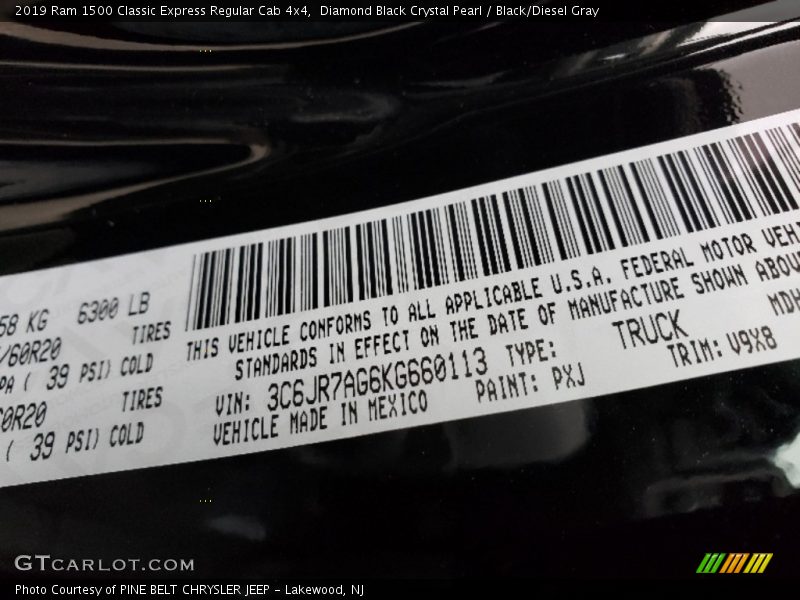 2019 Ram 1500 Classic Express Regular Cab 4x4, Diamond Black Crystal Pearl / Black/Diesel Gray
58 KG 6300 LB
/60R20 TIRES
PA ( 39 PSI) COLD
0R20 TIRES
( 39 PSI) COLD
THIS VEHICLE CONFORMS TO ALL APPLICABLE U.S.A. FEDERAL MOTOR VEH
STANDARDS IN EFFECT ON THE DATE OF MANUFACTURE SHOWN ABOV
VIN: 3C6JR7AG6KG660113 TYPE: TRUCK MDH
VEHICLE MADE IN MEXICO PAINT: PXJ TRIM: V9X8
GTCARLOT.COM
Photo Courtesy of PINE BELT CHRYSLER JEEP - Lakewood, NJ